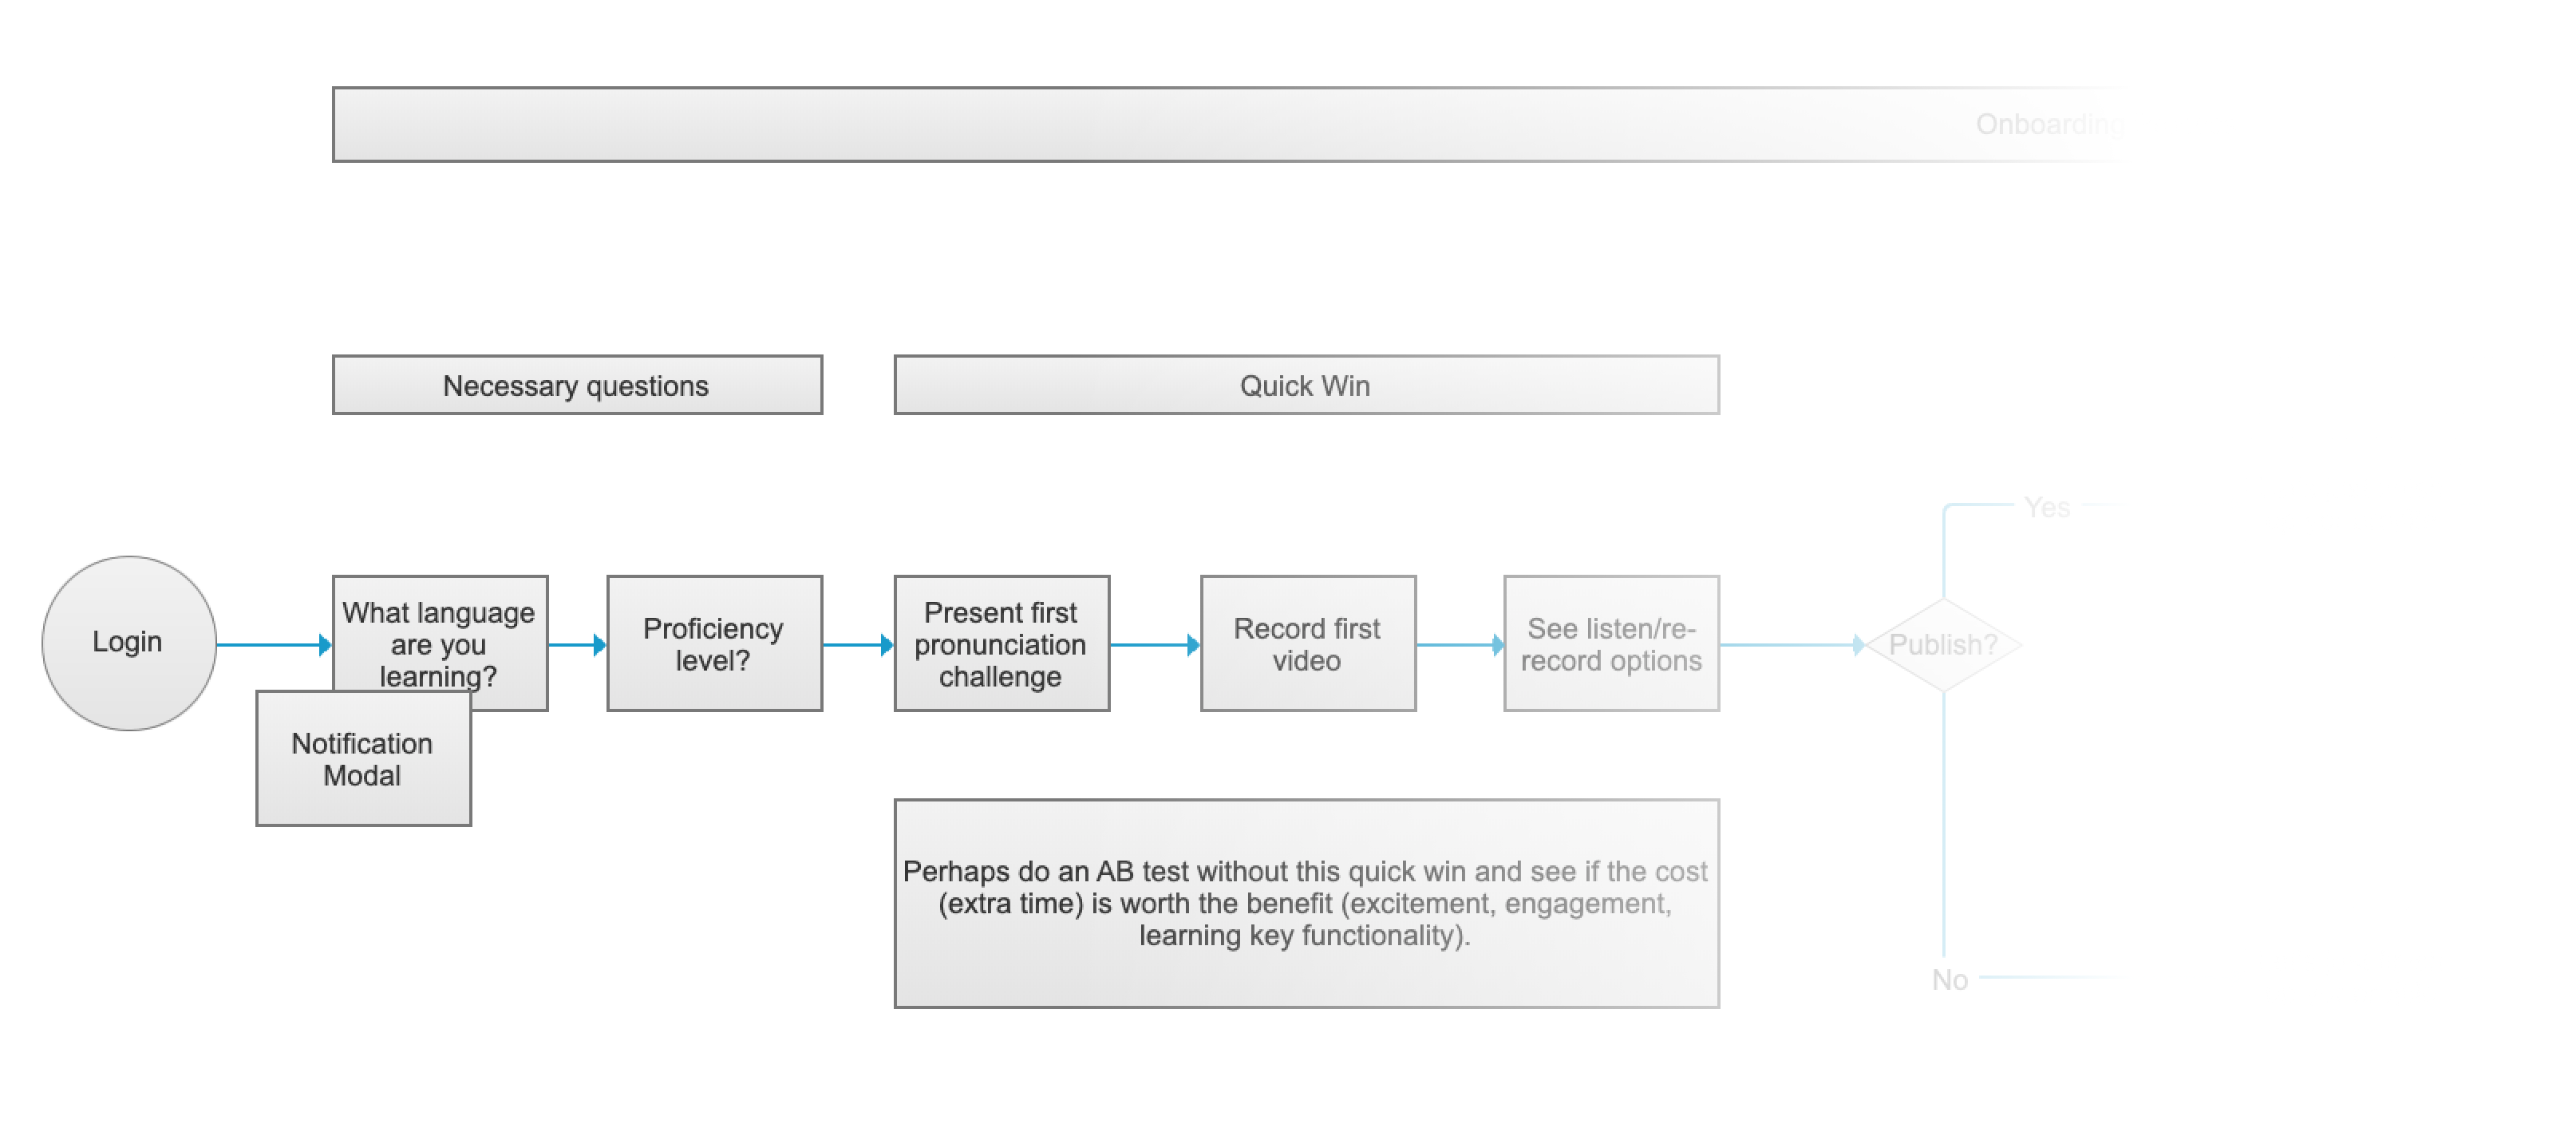 Onboarding
Necessary questions
Quick Win
Yes
Login
What language
are you
learning?
Proficiency
level?
Present first
pronunciation
challenge
Record first
video
See listen/re-
record options
Publish?
Notification
Modal
Perhaps do an AB test without this quick win and see if the cost
(extra time) is worth the benefit (excitement, engagement,
learning key functionality).
No